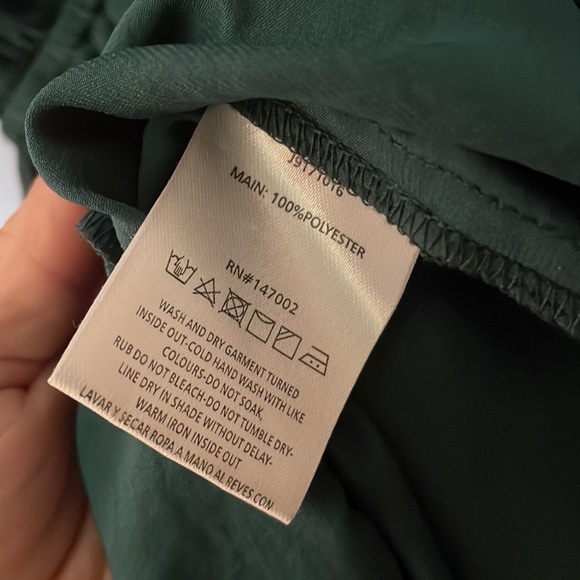 J9171016
MAIN: 100%POLYESTER
RN#147002
WASH AND DRY GARMENT TURNED
INSIDE OUT-COLD HAND WASH WITH LIKE
COLOURS-DO NOT SOAK
RUB DO NOT BLEACH-DO NOT TUMBLE DRY-
LINE DRY IN SHADE WITHOUT DELAY-
WARM IRON INSIDE OUT
LAVAR Y SECAR ROPA A MANO AL REVES CON